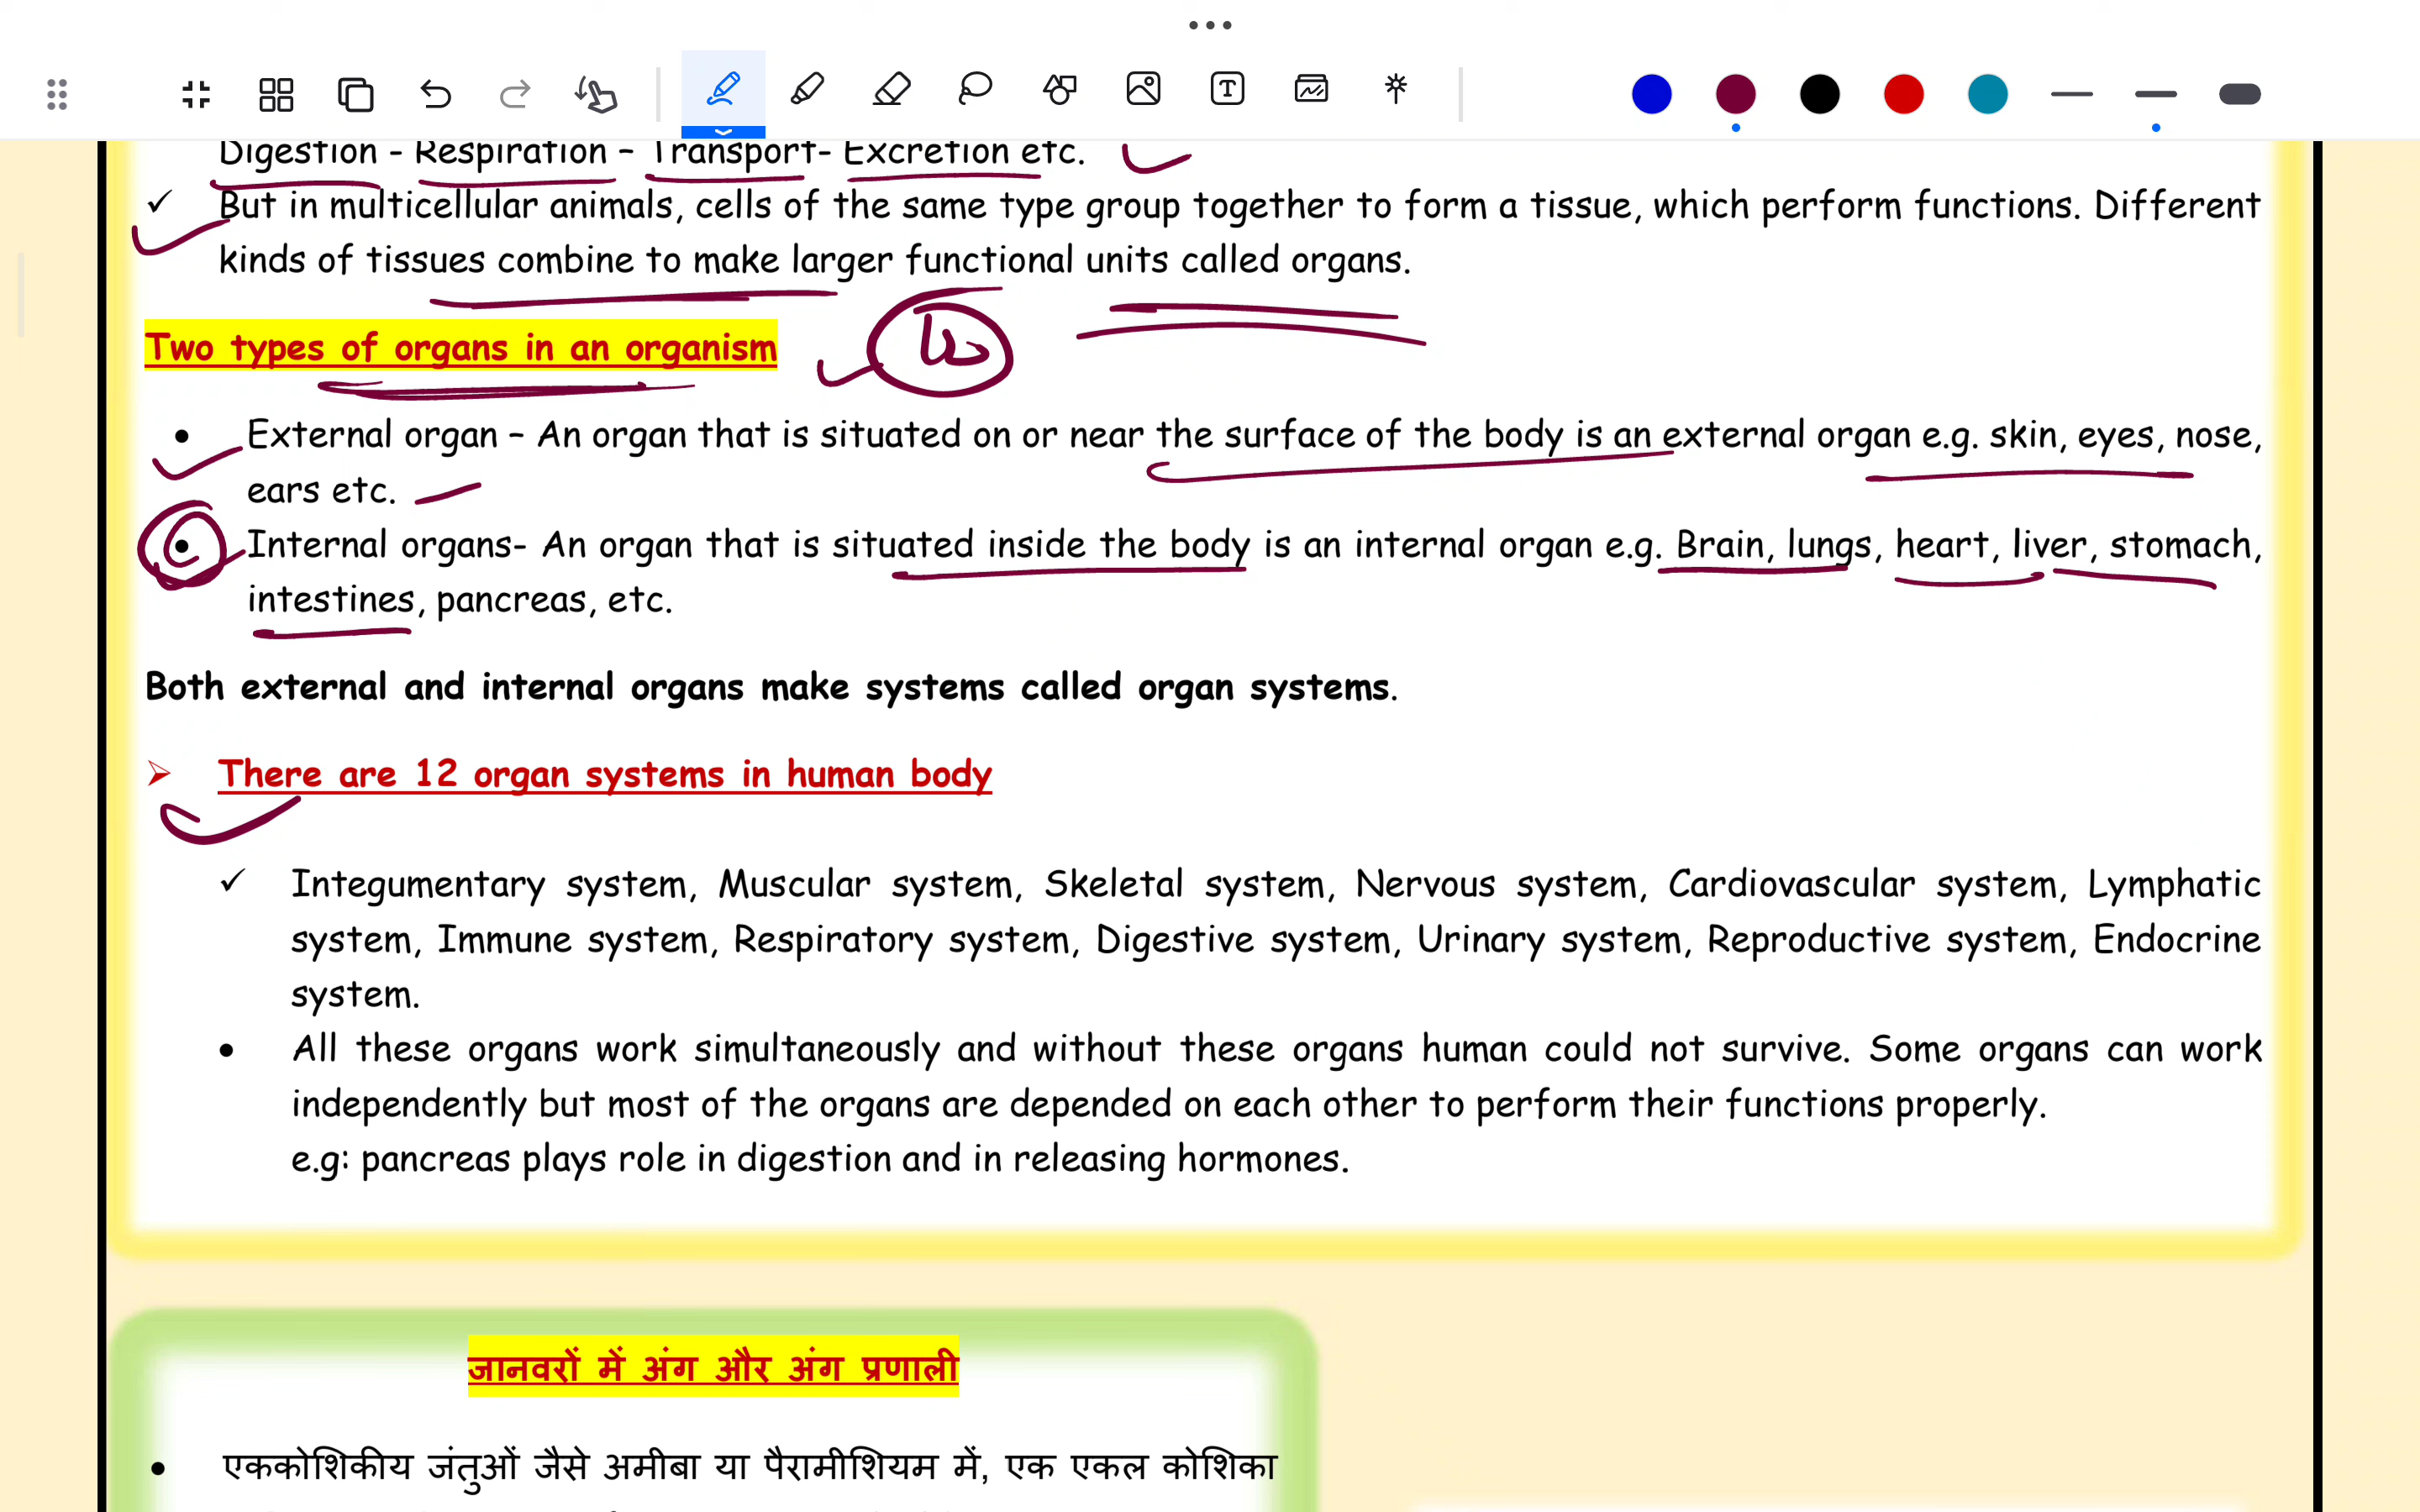 Digestion - Respiration – Transport- Excretion etc.
✓ But in multicellular animals, cells of the same type group together to form a tissue, which perform functions. Different
kinds of tissues combine to make larger functional units called organs.
Two types of organs in an organism
• External organ – An organ that is situated on or near the surface of the body is an external organ e.g. skin, eyes, nose,
ears etc.
• Internal organs- An organ that is situated inside the body is an internal organ e.g. Brain, lungs, heart, liver, stomach,
intestines, pancreas, etc.
Both external and internal organs make systems called organ systems.
➢ There are 12 organ systems in human body
✓ Integumentary system, Muscular system, Skeletal system, Nervous system, Cardiovascular system, Lymphatic
system, Immune system, Respiratory system, Digestive system, Urinary system, Reproductive system, Endocrine
system.
• All these organs work simultaneously and without these organs human could not survive. Some organs can work
independently but most of the organs are depended on each other to perform their functions properly.
e.g: pancreas plays role in digestion and in releasing hormones.
जानवरों में अंग और अंग प्रणाली
• एककोशिकीय जंतुओं जैसे अमीबा या पैरामीशियम में, एक एकल कोशिका